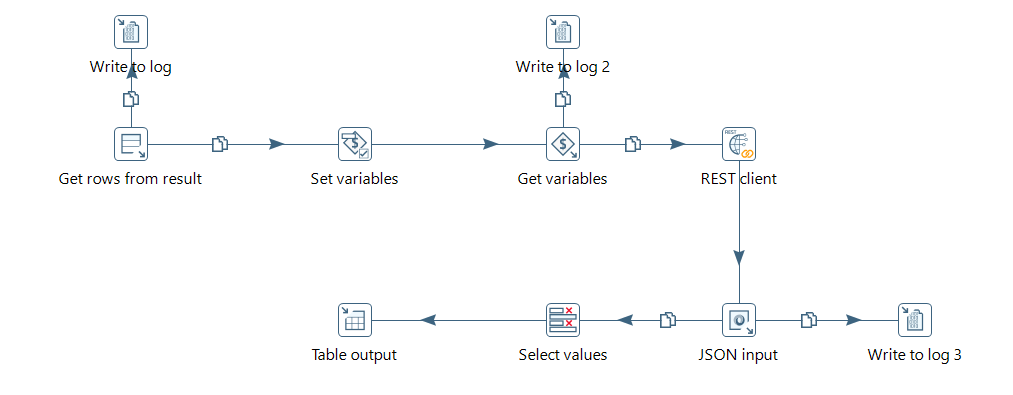 Write to log
Write to log 2
Get rows from result
Set variables
Get variables
REST
REST client
Table output
Select values
JSON input
Write to log 3